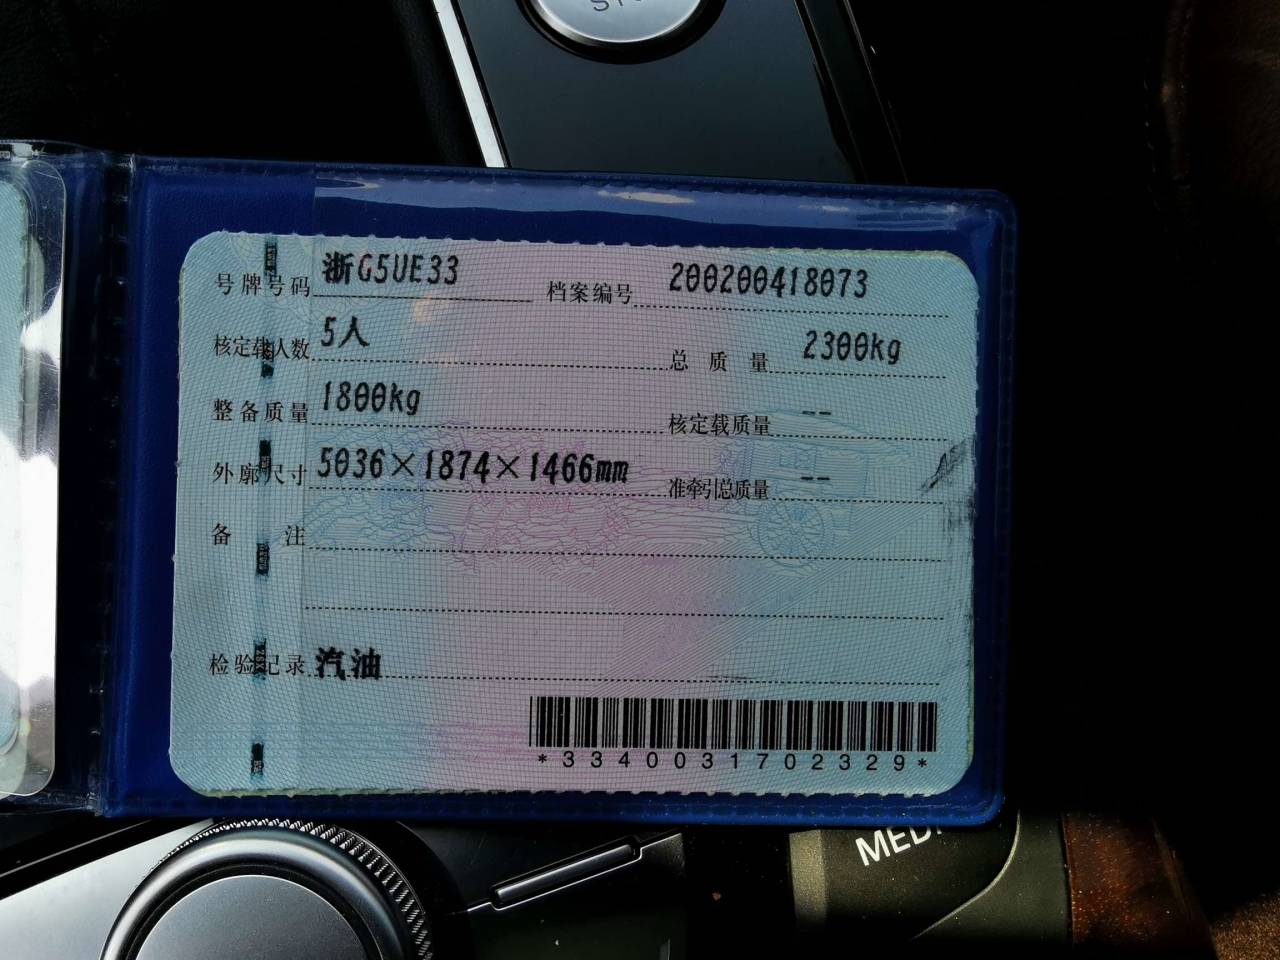 号牌号码 浙G5UE33 档案编号 200200418073
核定载人数 5人 总质量 2300kg
整备质量 1800kg 核定载质量 --
外廓尺寸 5036×1874×1466mm 准牵引总质量 --
备注
检验记录 汽油
*3340031702329*
MEDI